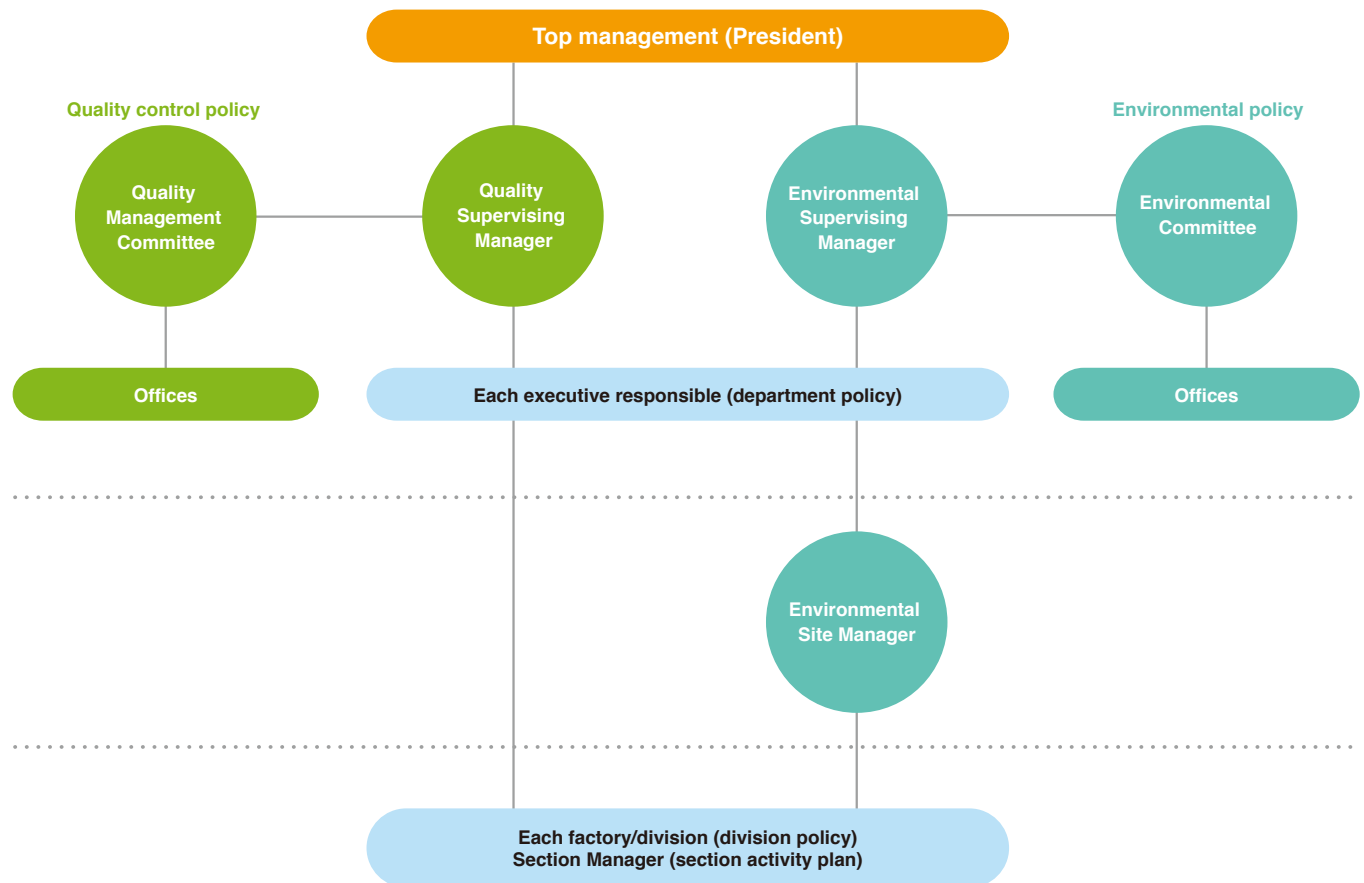 Top management (President)
Quality control policy
Environmental policy
Quality
Management
Committee
Quality
Supervising
Manager
Environmental
Supervising
Manager
Environmental
Committee
Offices
Each executive responsible (department policy)
Offices
Environmental
Site Manager
Each factory/division (division policy)
Section Manager (section activity plan)